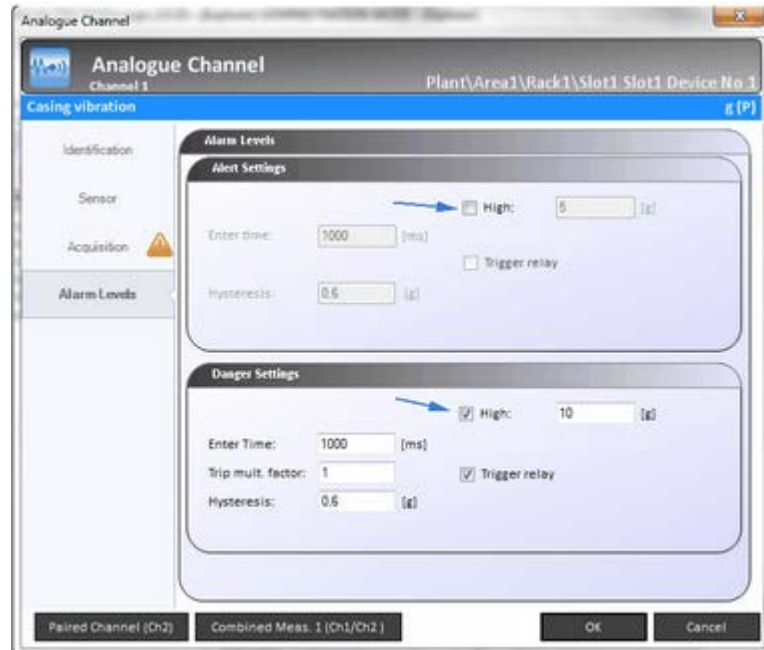 Analogue Channel
Analogue Channel
Channel 1
Plant\Area1\Rack1\Slot1 Slot1 Device No 1
Casing vibration
g (P)
Identification
Sensor
Acquisition
Alarm Levels
Alarm Levels
Alert Settings
High: 5 [g]
Enter time: 1000 [ms]
Trigger relay
Hysteresis: 0.6 [g]
Danger Settings
High: 10 [g]
Enter Time: 1000 [ms]
Trip mult. factor: 1
Trigger relay
Hysteresis: 0.6 [g]
Paired Channel (Ch2)
Combined Meas. 1 (Ch1/Ch2 )
OK
Cancel